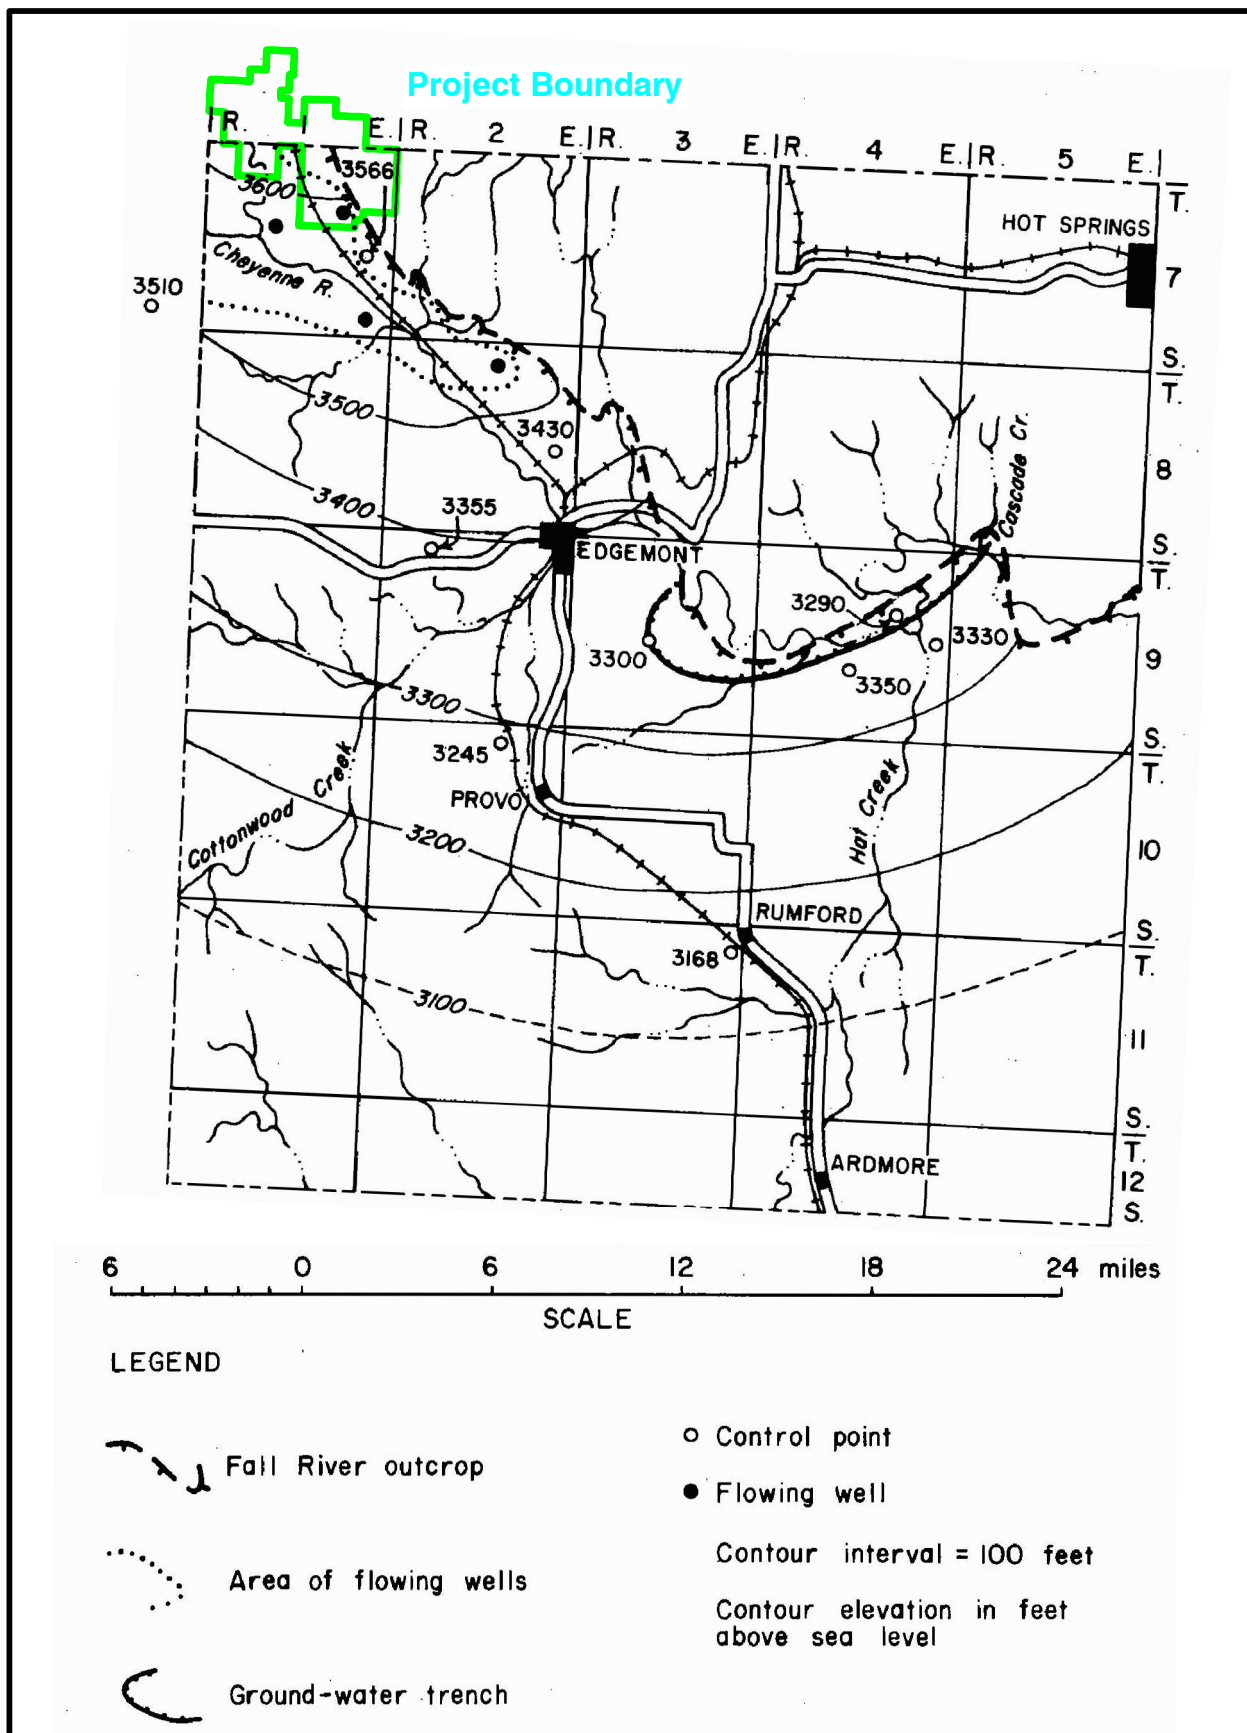 Project Boundary
R. I E. R. 2 E. R. 3 E. R. 4 E. R. 5 E.
T.
3566
3600
HOT SPRINGS
7
Cheyenne R.
3510
S.
T.
3500
3430
Cascade Cr.
8
3400
3355
S.
T.
EDGEMONT
3290
3330
3300
9
3350
3300
3245
S.
T.
PROVO
Cottonwood Creek
Hat Creek
3200
10
RUMFORD
S.
T.
3168
3100
11
S.
T.
ARDMORE
12
S.
6 0 6 12 18 24 miles
SCALE
LEGEND
Fall River outcrop
Area of flowing wells
Ground-water trench
Control point
Flowing well
Contour interval = 100 feet
Contour elevation in feet
above sea level